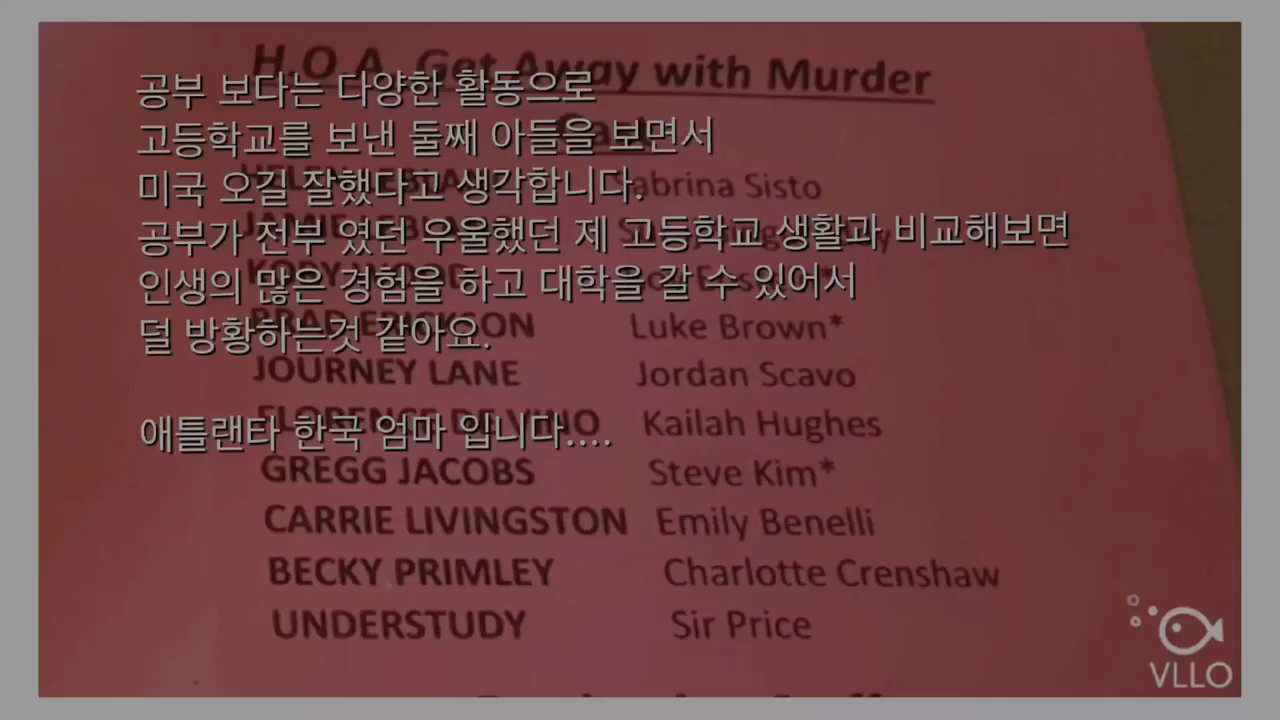 H.O.A. Get Away with Murder
공부 보다는 다양한 활동으로
고등학교를 보낸 둘째 아들을 보면서
미국 오길 잘했다고 생각합니다.
Sisto
공부가 전부 였던 우울했던 제 고등학교 생활과 비교해보면
인생의 많은 경험을 하고 대학을 갈 수 있어서
덜 방황하는것 같아요.
Luke Brown*
JOURNEY LANE Jordan Scavo
애틀랜타 한국 엄마 입니다....
Kailah Hughes
GREGG JACOBS Steve Kim*
CARRIE LIVINGSTON Emily Benelli
BECKY PRIMLEY Charlotte Crenshaw
UNDERSTUDY Sir Price
VLLO